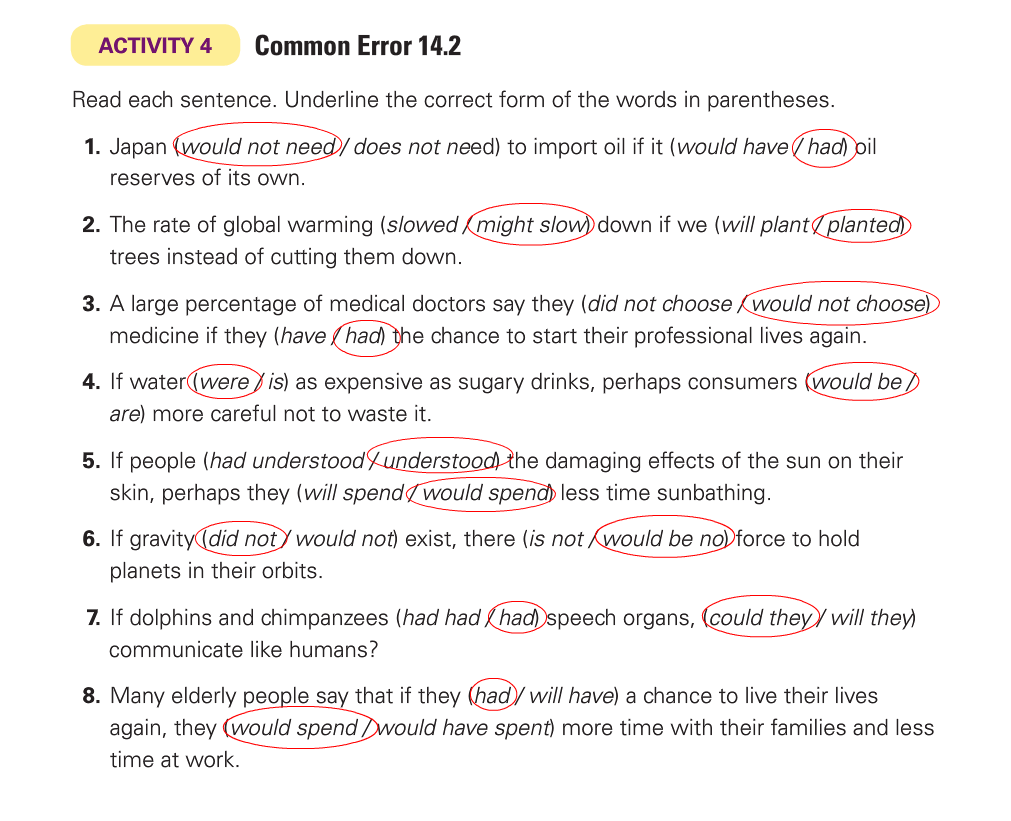 ACTIVITY 4 Common Error 14.2
Read each sentence. Underline the correct form of the words in parentheses.
1. Japan (would not need / does not need) to import oil if it (would have / had) oil
reserves of its own.
2. The rate of global warming (slowed / might slow) down if we (will plant / planted)
trees instead of cutting them down.
3. A large percentage of medical doctors say they (did not choose / would not choose)
medicine if they (have / had) the chance to start their professional lives again.
4. If water (were / is) as expensive as sugary drinks, perhaps consumers (would be /
are) more careful not to waste it.
5. If people (had understood / understood) the damaging effects of the sun on their
skin, perhaps they (will spend / would spend) less time sunbathing.
6. If gravity (did not / would not) exist, there (is not / would be no) force to hold
planets in their orbits.
7. If dolphins and chimpanzees (had had / had) speech organs, (could they / will they)
communicate like humans?
8. Many elderly people say that if they (had / will have) a chance to live their lives
again, they (would spend / would have spent) more time with their families and less
time at work.